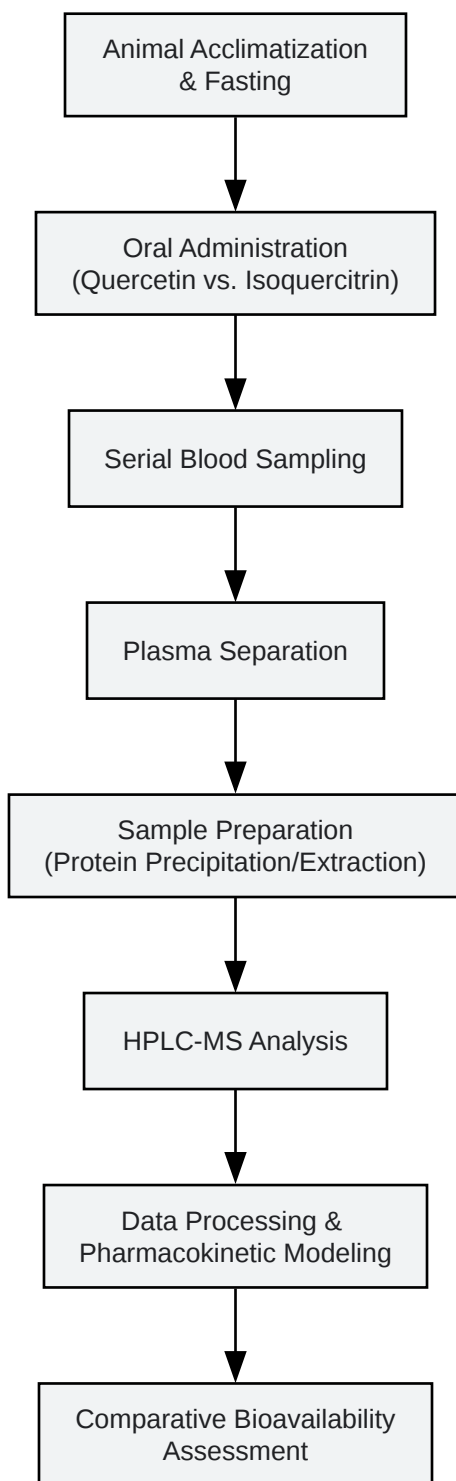 Animal Acclimatization
& Fasting
Oral Administration
(Quercetin vs. Isoquercitrin)
Serial Blood Sampling
Plasma Separation
Sample Preparation
(Protein Precipitation/Extraction)
HPLC-MS Analysis
Data Processing &
Pharmacokinetic Modeling
Comparative Bioavailability
Assessment